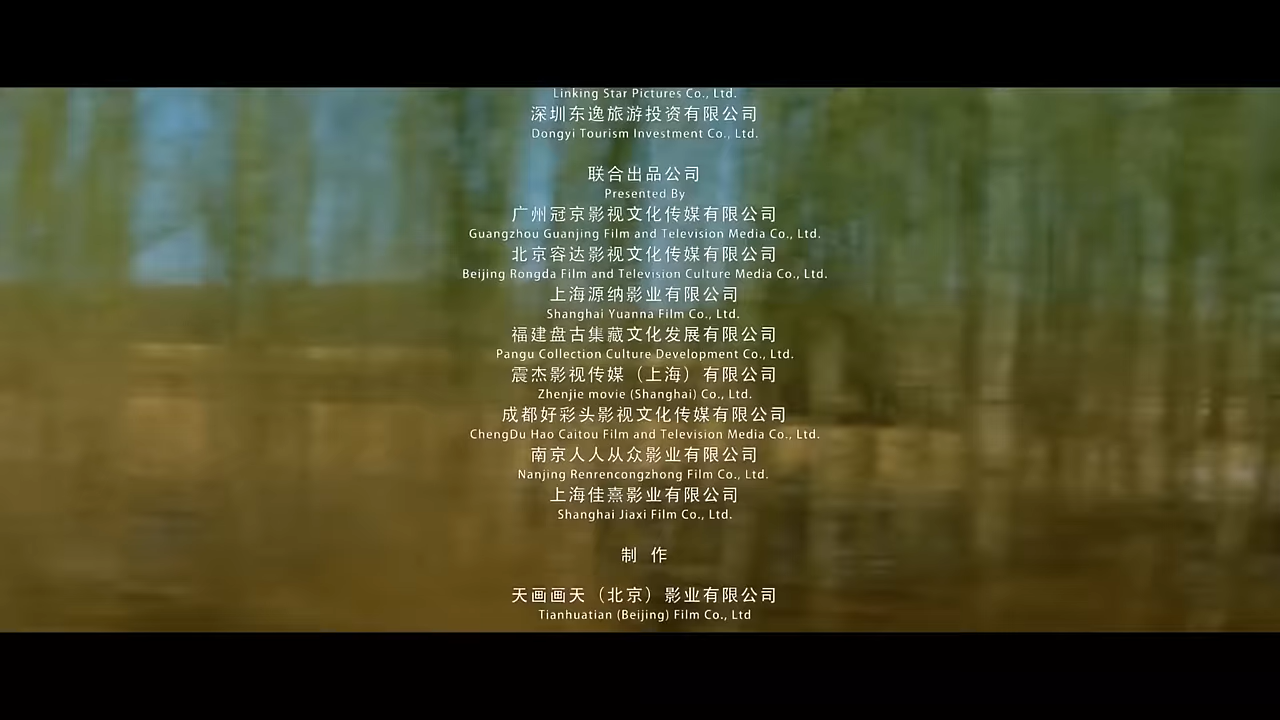 Linking Star Pictures Co., Ltd.
深圳东逸旅游投资有限公司
Dongyi Tourism Investment Co., Ltd.
联合出品公司
Presented By
广州冠京影视文化传媒有限公司
Guangzhou Guanjing Film and Television Media Co., Ltd.
北京容达影视文化传媒有限公司
Beijing Rongda Film and Television Culture Media Co., Ltd.
上海源纳影业有限公司
Shanghai Yuanna Film Co., Ltd.
福建盘古集藏文化发展有限公司
Pangu Collection Culture Development Co., Ltd.
震杰影视传媒（上海）有限公司
Zhenjie movie (Shanghai) Co., Ltd.
成都好彩头影视文化传媒有限公司
ChengDu Hao Caitou Film and Television Media Co., Ltd.
南京人人从众影业有限公司
Nanjing Renrencongzhong Film Co., Ltd.
上海佳熹影业有限公司
Shanghai Jiaxi Film Co., Ltd.
制 作
天画画天（北京）影业有限公司
Tianhuatian (Beijing) Film Co., Ltd